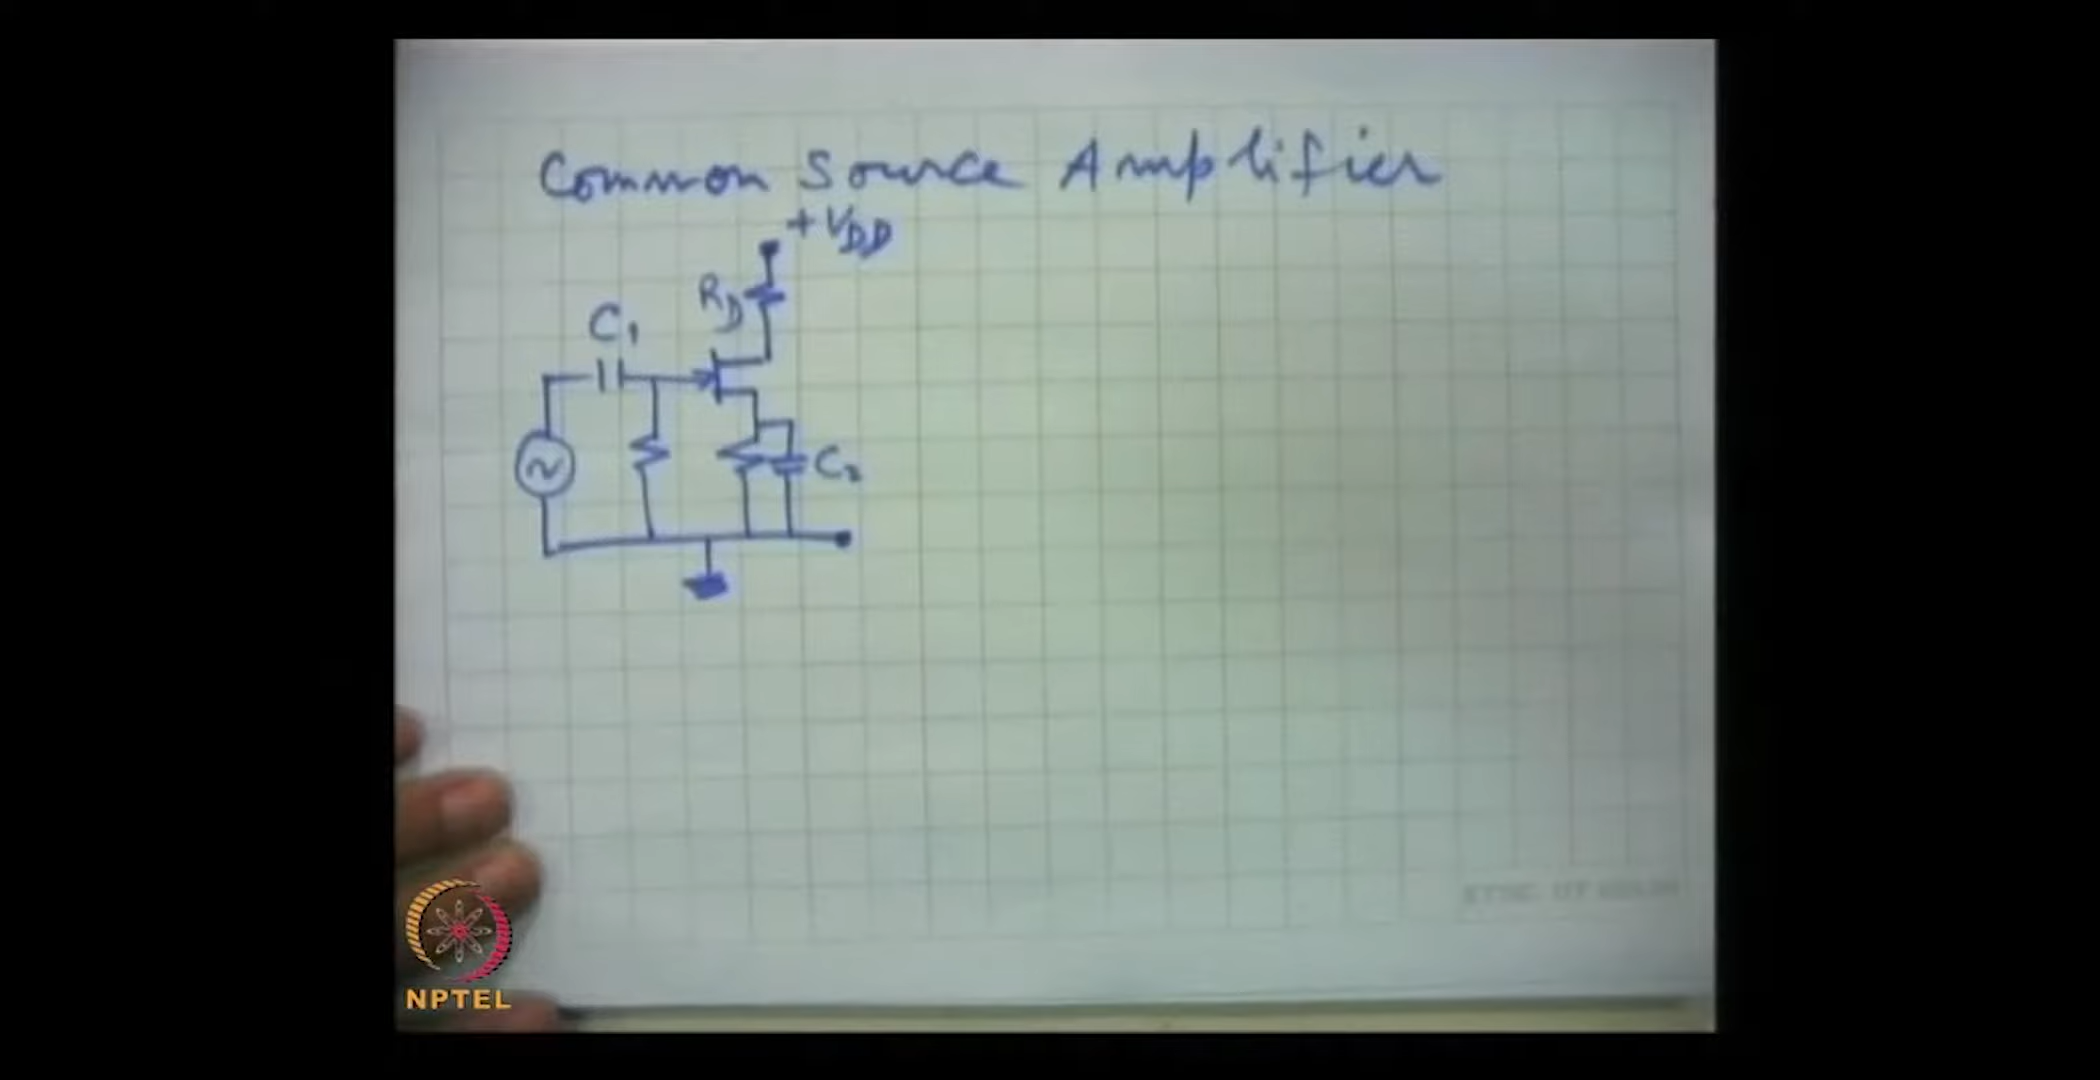 Common Source Amplifier
+VDD
RD
C1
C2
NPTEL